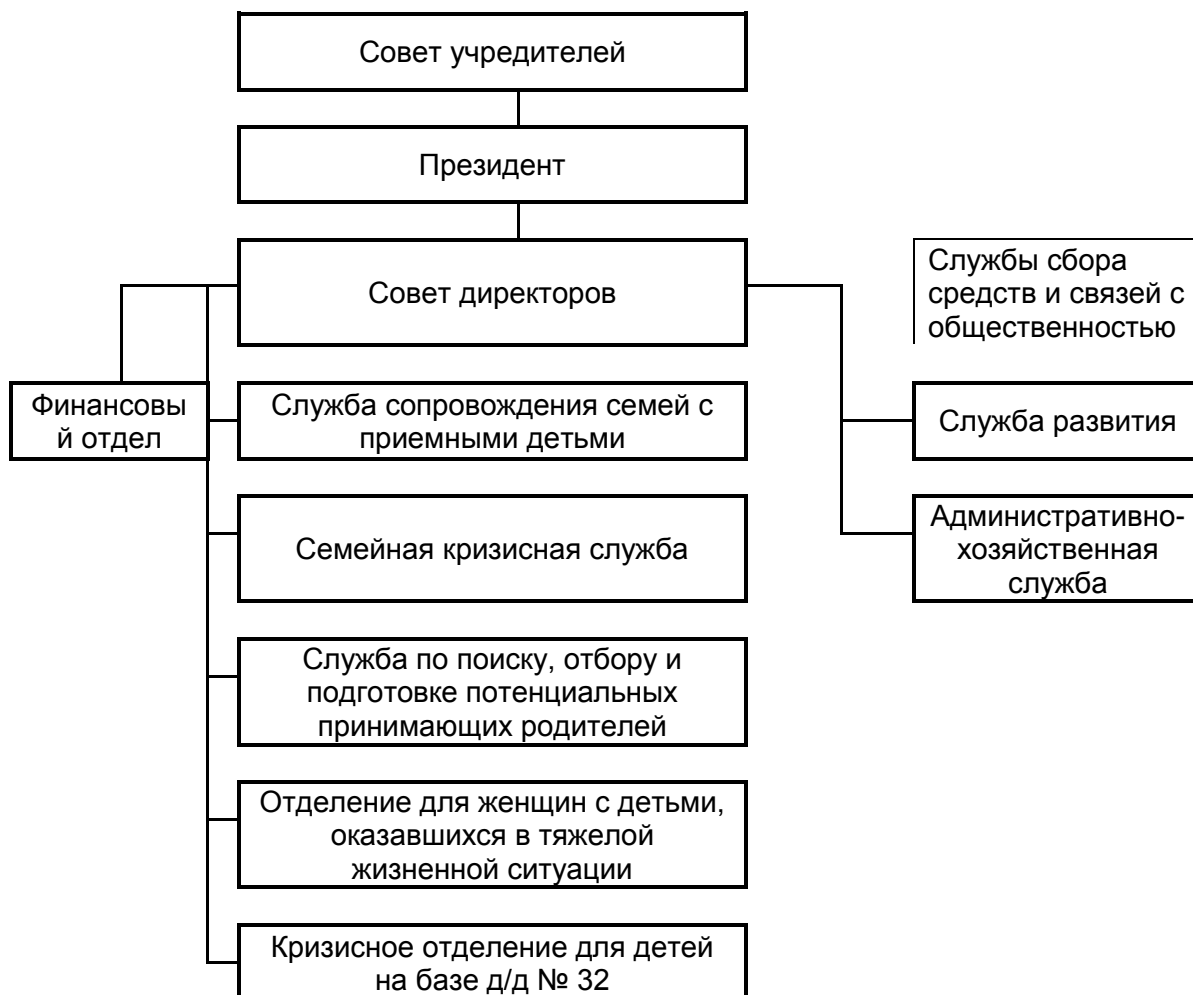 Совет учредителей
Президент
Совет директоров
Службы сбора
средств и связей с
общественностью
Финансовы
й отдел
Служба сопровождения семей с
приемными детьми
Служба развития
Семейная кризисная служба
Административно-
хозяйственная
служба
Служба по поиску, отбору и
подготовке потенциальных
принимающих родителей
Отделение для женщин с детьми,
оказавшихся в тяжелой
жизненной ситуации
Кризисное отделение для детей
на базе д/д № 32